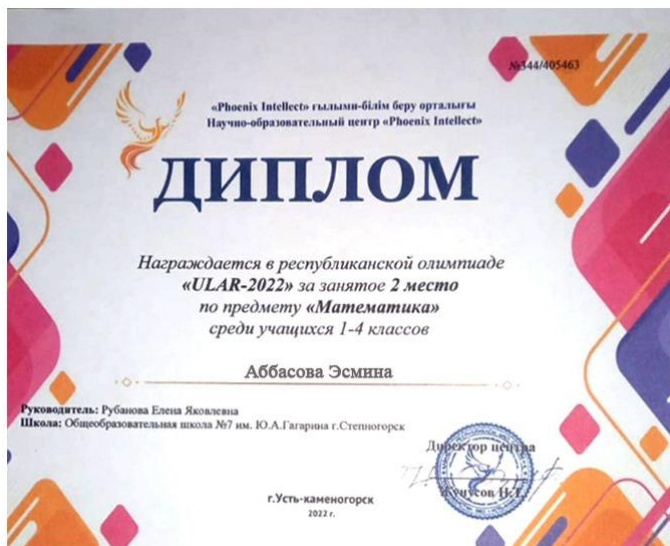 №344/405463
«Phoenix Intellect» ғылыми-білім беру орталығы
Научно-образовательный центр «Phoenix Intellect»
ДИПЛОМ
Награждается в республиканской олимпиаде
«ULAR-2022» за занятое 2 место
по предмету «Математика»
среди учащихся 1-4 классов
Аббасова Эсмина
Руководитель: Рубанова Елена Яковлевна
Школа: Общеобразовательная школа №7 им. Ю.А.Гагарина г.Степногорск
Директор центра
г.Усть-каменогорск
2022 г.